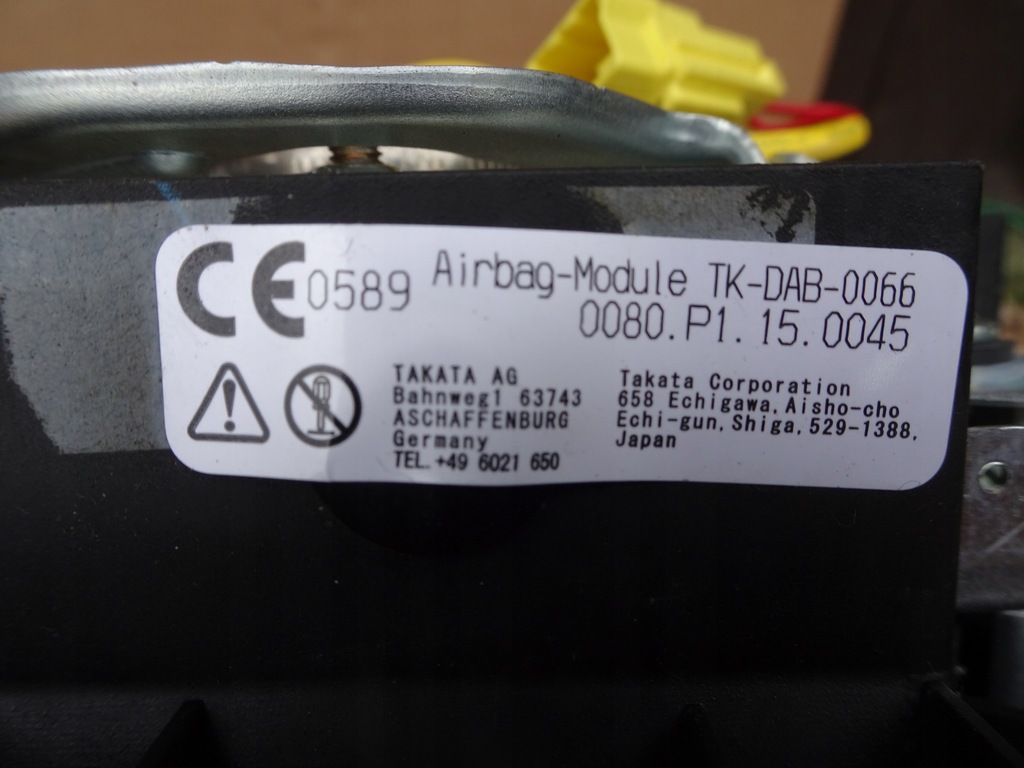 CE 0589 Airbag-Module TK-DAB-0066
0080.P1.15.0045
TAKATA AG
Bahnweg1 63743
ASCHAFFENBURG
Germany
TEL.+49 6021 650
Takata Corporation
658 Echigawa,Aisho-cho
Echi-gun,Shiga,529-1388,
Japan